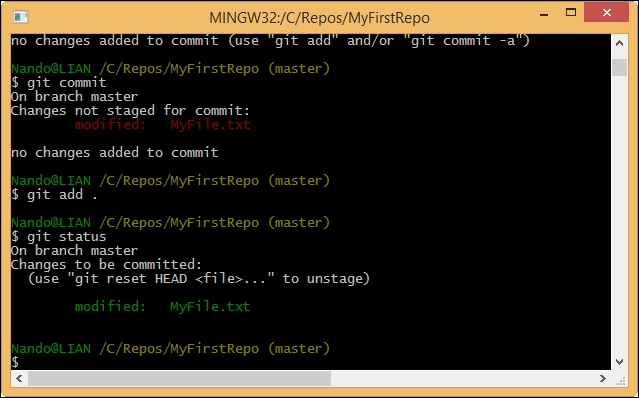 MINGW32:/C/Repos/MyFirstRepo
no changes added to commit (use "git add" and/or "git commit -a")
Nando@LIAN /C/Repos/MyFirstRepo (master)
$ git commit
On branch master
Changes not staged for commit:
        modified:   MyFile.txt
no changes added to commit
Nando@LIAN /C/Repos/MyFirstRepo (master)
$ git add .
Nando@LIAN /C/Repos/MyFirstRepo (master)
$ git status
On branch master
Changes to be committed:
  (use "git reset HEAD <file>..." to unstage)
        modified:   MyFile.txt
Nando@LIAN /C/Repos/MyFirstRepo (master)
$